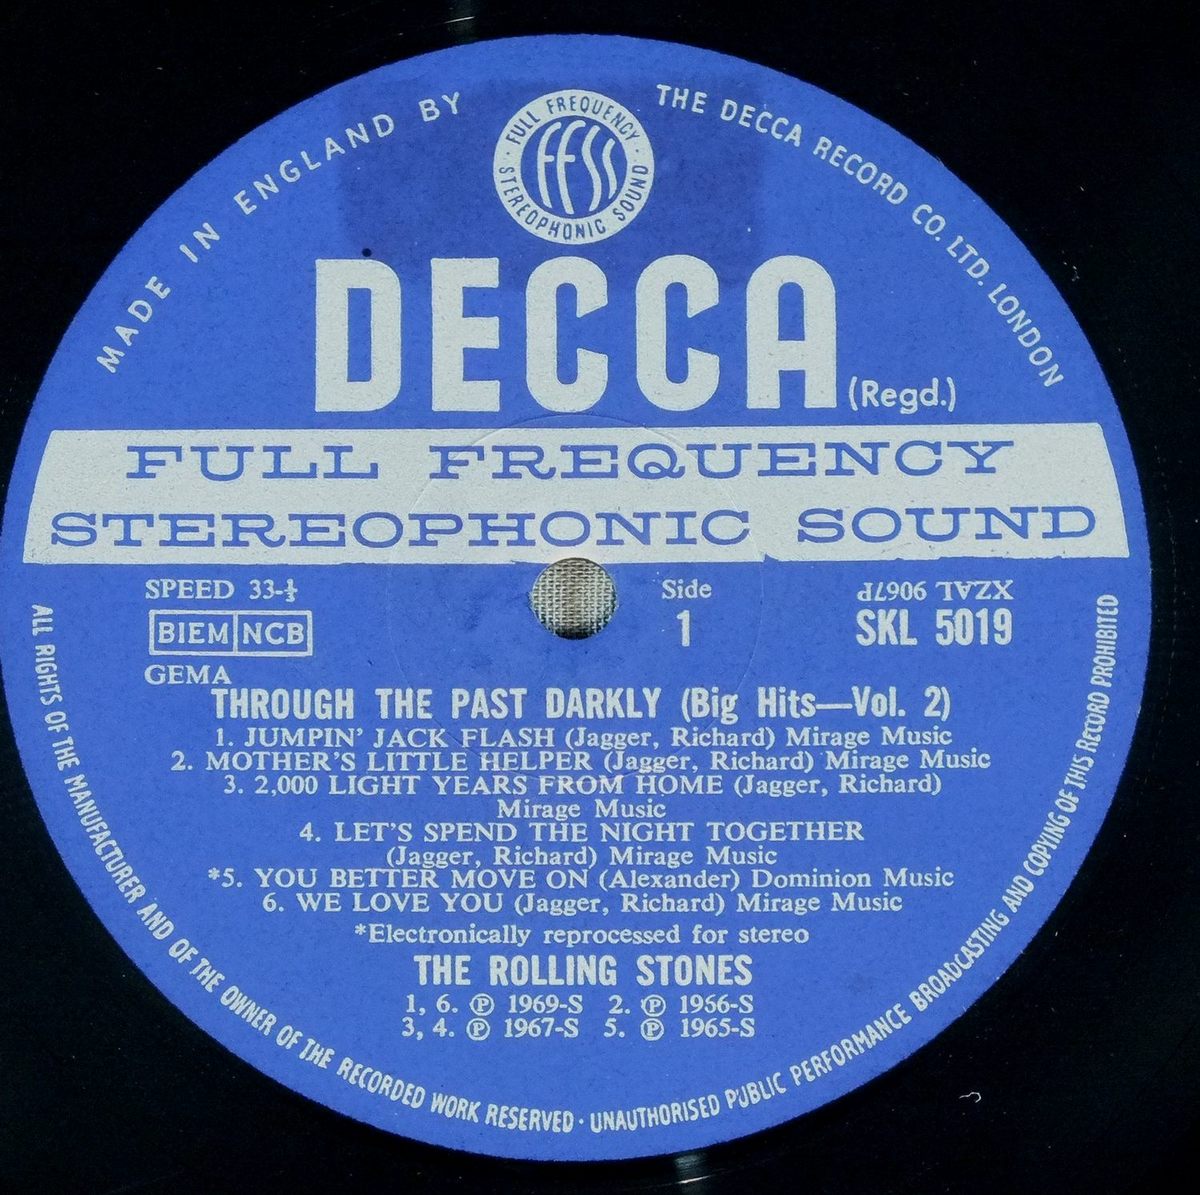 MADE IN ENGLAND BY
THE DECCA RECORD CO. LTD. LONDON
· FULL FREQUENCY · STEREOPHONIC SOUND
FFSS
DECCA (Regd.)
FULL FREQUENCY
STEREOPHONIC SOUND
SPEED 33-⅓
BIEM NCB
GEMA
Side
1
XZAL 9067P
SKL 5019
THROUGH THE PAST DARKLY (Big Hits—Vol. 2)
1. JUMPIN' JACK FLASH (Jagger, Richard) Mirage Music
2. MOTHER'S LITTLE HELPER (Jagger, Richard) Mirage Music
3. 2,000 LIGHT YEARS FROM HOME (Jagger, Richard)
Mirage Music
4. LET'S SPEND THE NIGHT TOGETHER
(Jagger, Richard) Mirage Music
*5. YOU BETTER MOVE ON (Alexander) Dominion Music
6. WE LOVE YOU (Jagger, Richard) Mirage Music
*Electronically reprocessed for stereo
THE ROLLING STONES
1, 6. ℗ 1969-S 2. ℗ 1966-S
3, 4. ℗ 1967-S 5. ℗ 1965-S
ALL RIGHTS OF THE MANUFACTURER AND OF THE OWNER OF THE RECORDED WORK RESERVED · UNAUTHORISED PUBLIC PERFORMANCE BROADCASTING AND COPYING OF THIS RECORD PROHIBITED